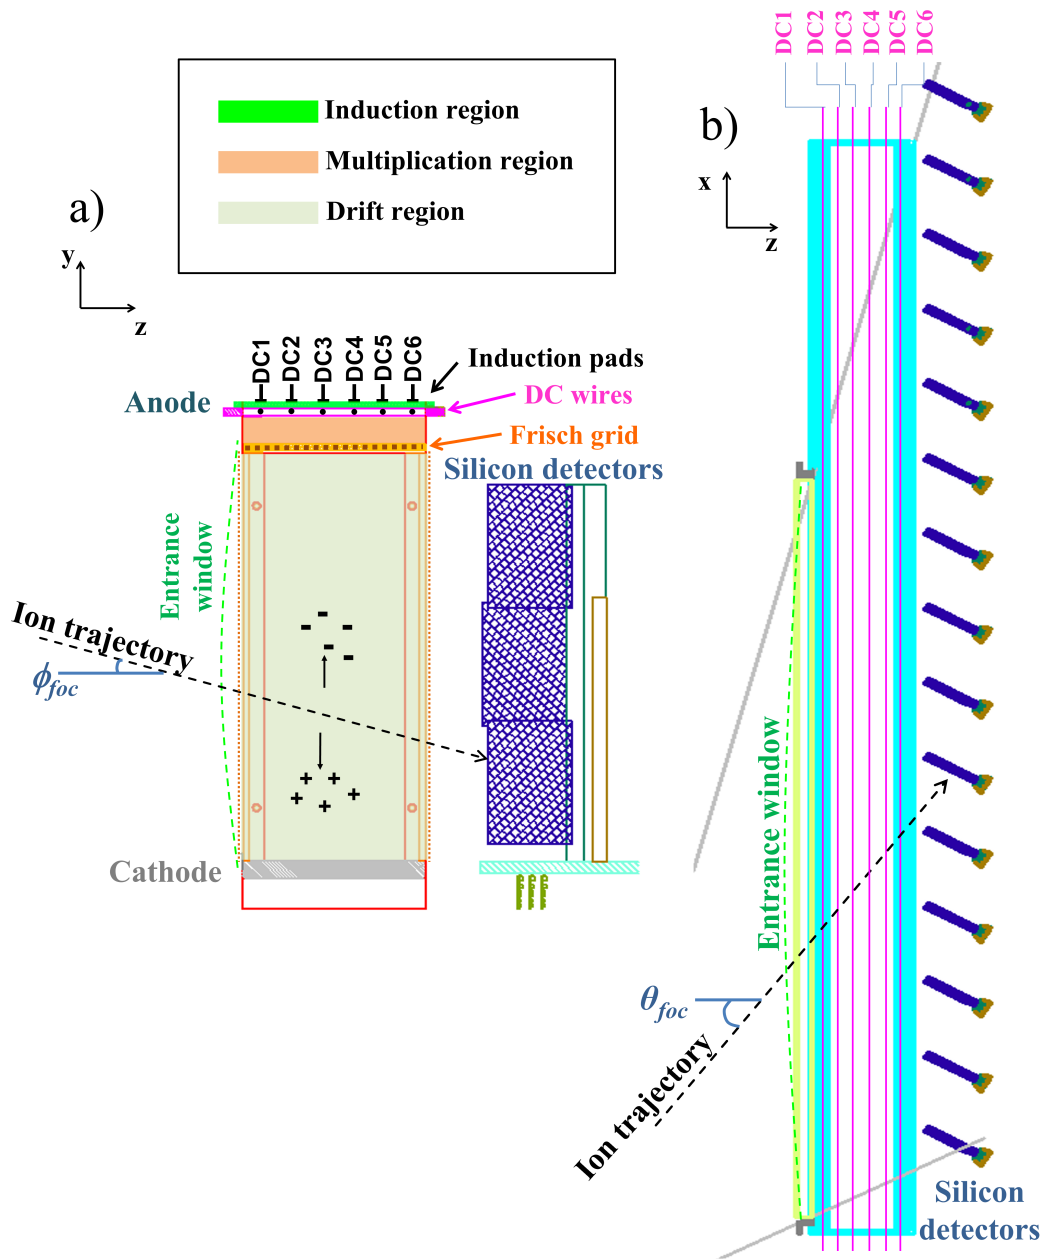 Induction region
Multiplication region
Drift region
a)
y
z
DC1
DC2
DC3
DC4
DC5
DC6
Induction pads
Anode
DC wires
Frisch grid
Silicon detectors
Entrance
window
Ion trajectory
ϕfoc
- - - - -
+ + + + +
Cathode
DC1
DC2
DC3
DC4
DC5
DC6
b)
x
z
Entrance window
θfoc
Ion trajectory
Silicon
detectors